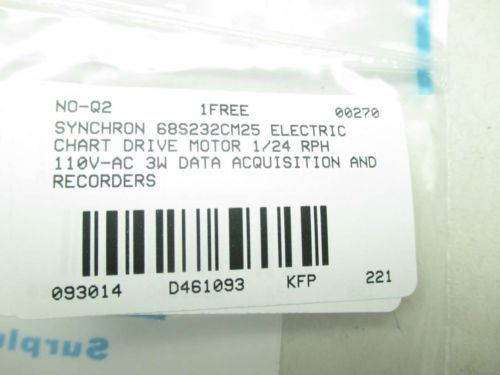 NO-Q2 1FREE 00270
SYNCHRON 68S232CM25 ELECTRIC
CHART DRIVE MOTOR 1/24 RPH
110V-AC 3W DATA ACQUISITION AND
RECORDERS
093014 D461093 KFP 221
Surplu